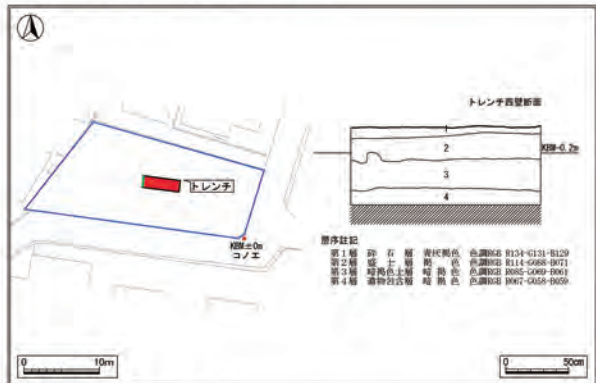 トレンチ
KBM±0m
コノエ
トレンチ西壁断面
1
2
3
4
KBM-0.2m
層序註記
第1層 砕石層 青灰褐色 色調RGB R134-G131-B129
第2層 盛土層 褐色 色調RGB R114-G088-B071
第3層 暗褐色土層 暗褐色 色調RGB R085-G069-B061
第4層 遺物包含層 暗褐色 色調RGB R067-G058-B059
0 10m
0 50cm